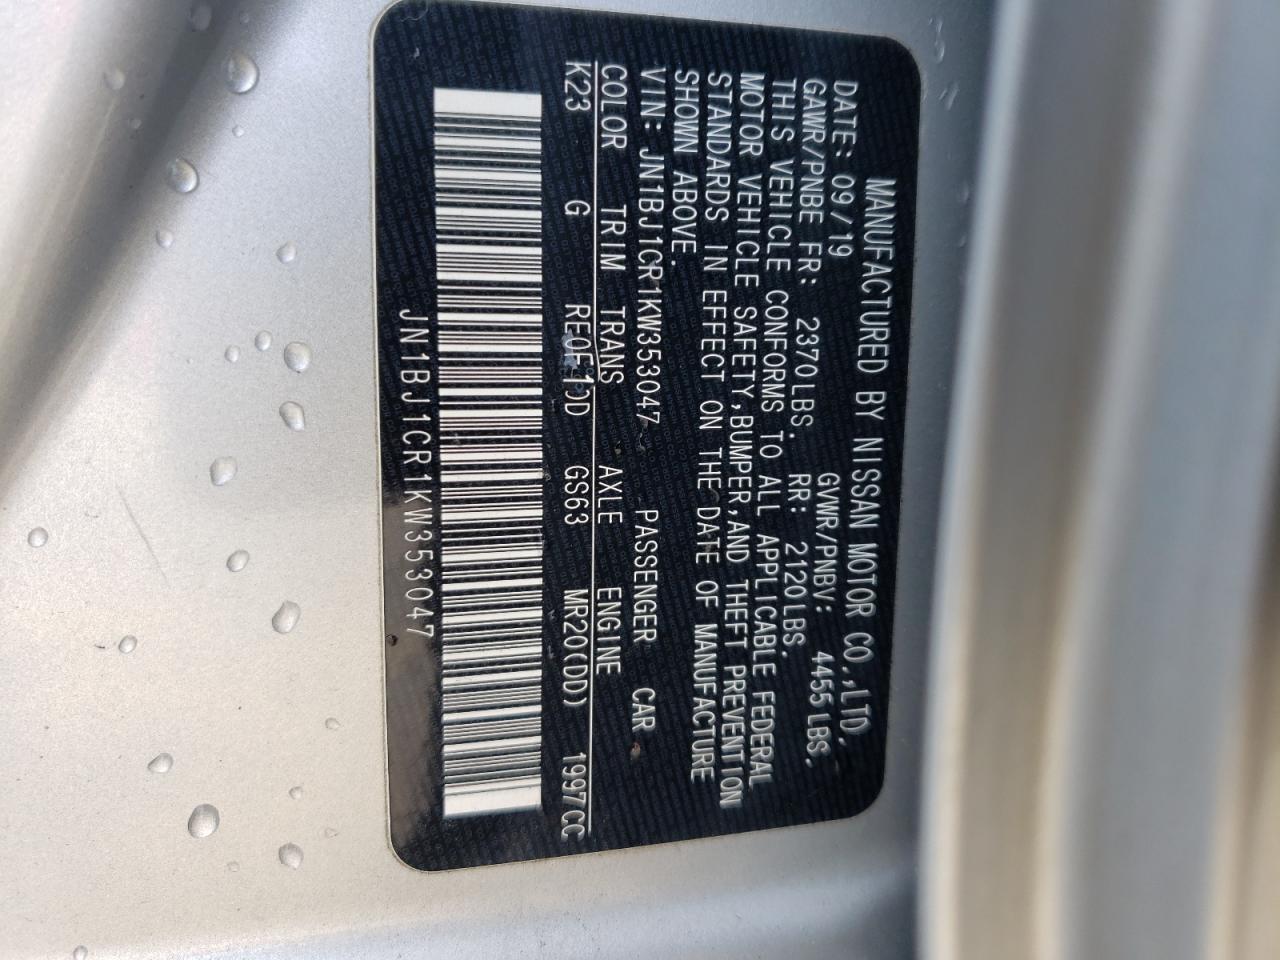 MANUFACTURED BY NISSAN MOTOR CO.,LTD.
DATE: 09/19 GVWR/PNBV: 4455LBS.
GAWR/PNBE FR: 2370LBS. RR: 2120LBS.
THIS VEHICLE CONFORMS TO ALL APPLICABLE FEDERAL
MOTOR VEHICLE SAFETY,BUMPER,AND THEFT PREVENTION
STANDARDS IN EFFECT ON THE DATE OF MANUFACTURE
SHOWN ABOVE.
VIN: JN1BJ1CR1KW353047 PASSENGER CAR
COLOR TRIM TRANS AXLE ENGINE
K23 G RE0F10D GS63 MR20(DD) 1997CC
JN1BJ1CR1KW353047